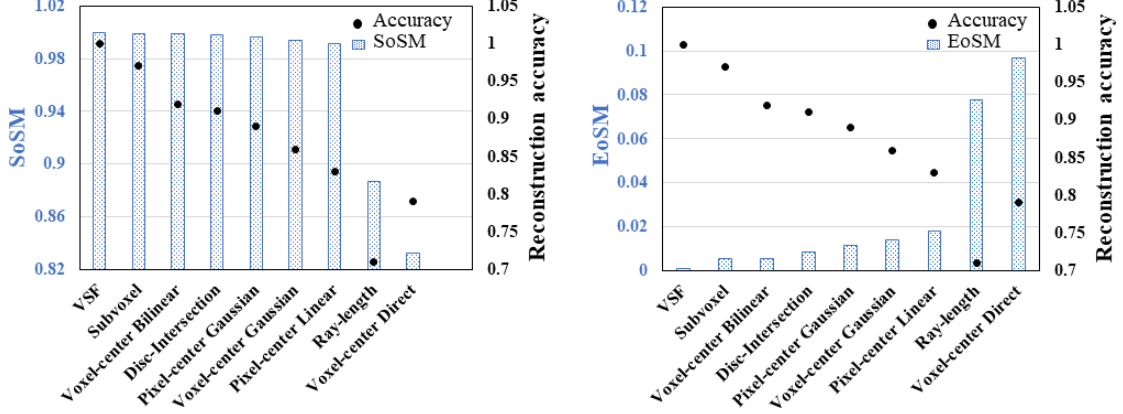 1.02
0.98
0.94
0.9
0.86
0.82
SoSM
Accuracy
SoSM
1.05
1
0.95
0.9
0.85
0.8
0.75
0.7
Reconstruction accuracy
VSF
Subvoxel
Voxel-center Bilinear
Disc-Intersection
Pixel-center Gaussian
Voxel-center Gaussian
Pixel-center Linear
Ray-length
Voxel-center Direct
0.12
0.1
0.08
0.06
0.04
0.02
0
EoSM
Accuracy
EoSM
1.05
1
0.95
0.9
0.85
0.8
0.75
0.7
Reconstruction accuracy
VSF
Subvoxel
Voxel-center Bilinear
Disc-Intersection
Pixel-center Gaussian
Voxel-center Gaussian
Pixel-center Linear
Ray-length
Voxel-center Direct